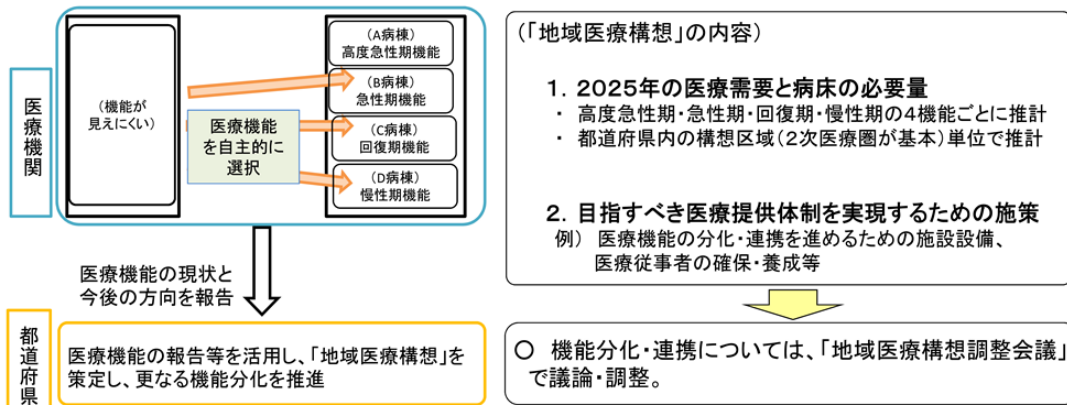 医療機関
(機能が
見えにくい)
医療機能
を自主的に
選択
(A病棟)
高度急性期機能
(B病棟)
急性期機能
(C病棟)
回復期機能
(D病棟)
慢性期機能
医療機能の現状と
今後の方向を報告
都道府県
医療機能の報告等を活用し、「地域医療構想」を
策定し、更なる機能分化を推進
(「地域医療構想」の内容)
1. 2025年の医療需要と病床の必要量
・ 高度急性期・急性期・回復期・慢性期の4機能ごとに推計
・ 都道府県内の構想区域(2次医療圏が基本)単位で推計
2. 目指すべき医療提供体制を実現するための施策
例) 医療機能の分化・連携を進めるための施設設備、
医療従事者の確保・養成等
○ 機能分化・連携については、「地域医療構想調整会議」
で議論・調整。